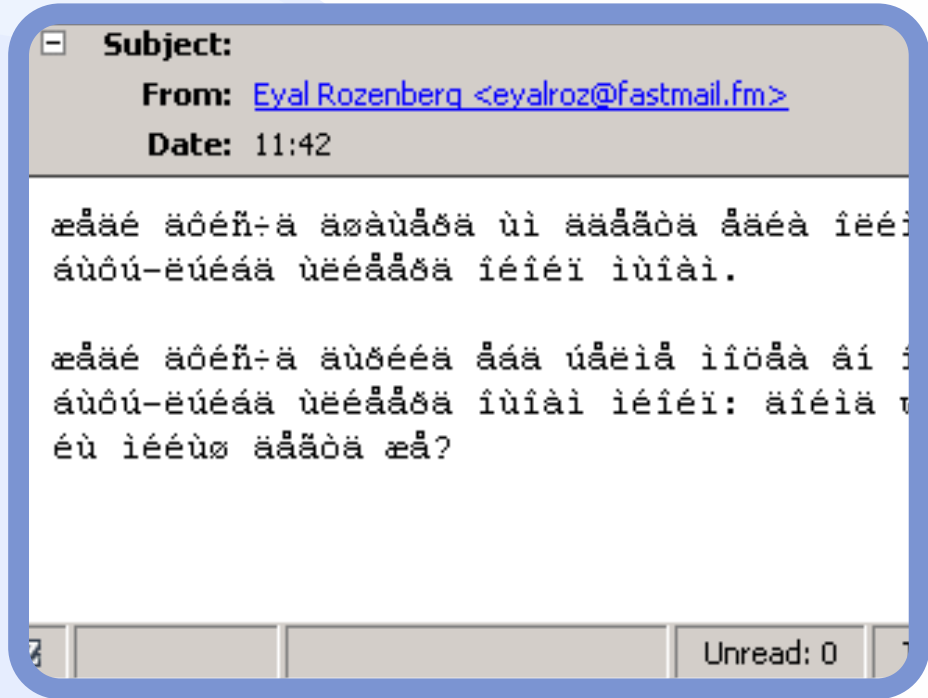 Subject:
From: Eyal Rozenberg <eyalroz@fastmail.fm>
Date: 11:42
æåäé äôéñ÷ä äøàùåðä ùì ääåãòä åäéà îëéì
áùôú-ëúéáä ùëéååðä îéîéï ìùîàì.
æåäé äôéñ÷ä äùðééä åáä úåëìå ìîöåà âí
áùôú-ëúéáä ùëéååðä îùîàì ìéîéï: äîéìä
éù ìééùø äåãòä æå?
Unread: 0